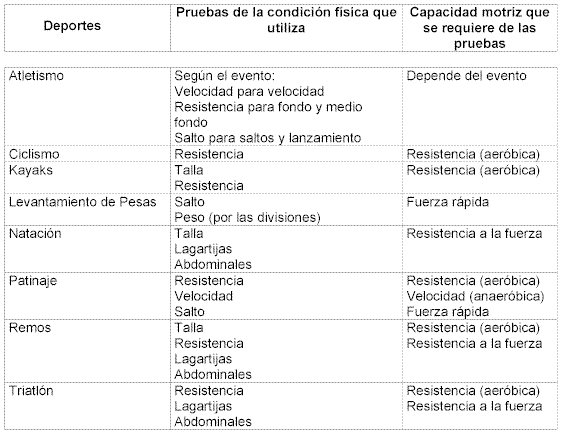 Deportes
Pruebas de la condición física que
utiliza
Capacidad motriz que
se requiere de las
pruebas
Atletismo
Según el evento:
Velocidad para velocidad
Resistencia para fondo y medio
fondo
Salto para saltos y lanzamiento
Depende del evento
Ciclismo
Resistencia
Resistencia (aeróbica)
Kayaks
Talla
Resistencia
Resistencia (aeróbica)
Levantamiento de Pesas
Salto
Peso (por las divisiones)
Fuerza rápida
Natación
Talla
Lagartijas
Abdominales
Resistencia a la fuerza
Patinaje
Resistencia
Velocidad
Salto
Resistencia (aeróbica)
Velocidad (anaeróbica)
Fuerza rápida
Remos
Talla
Resistencia
Lagartijas
Abdominales
Resistencia (aeróbica)
Resistencia a la fuerza
Triatlón
Resistencia
Lagartijas
Abdominales
Resistencia (aeróbica)
Resistencia a la fuerza